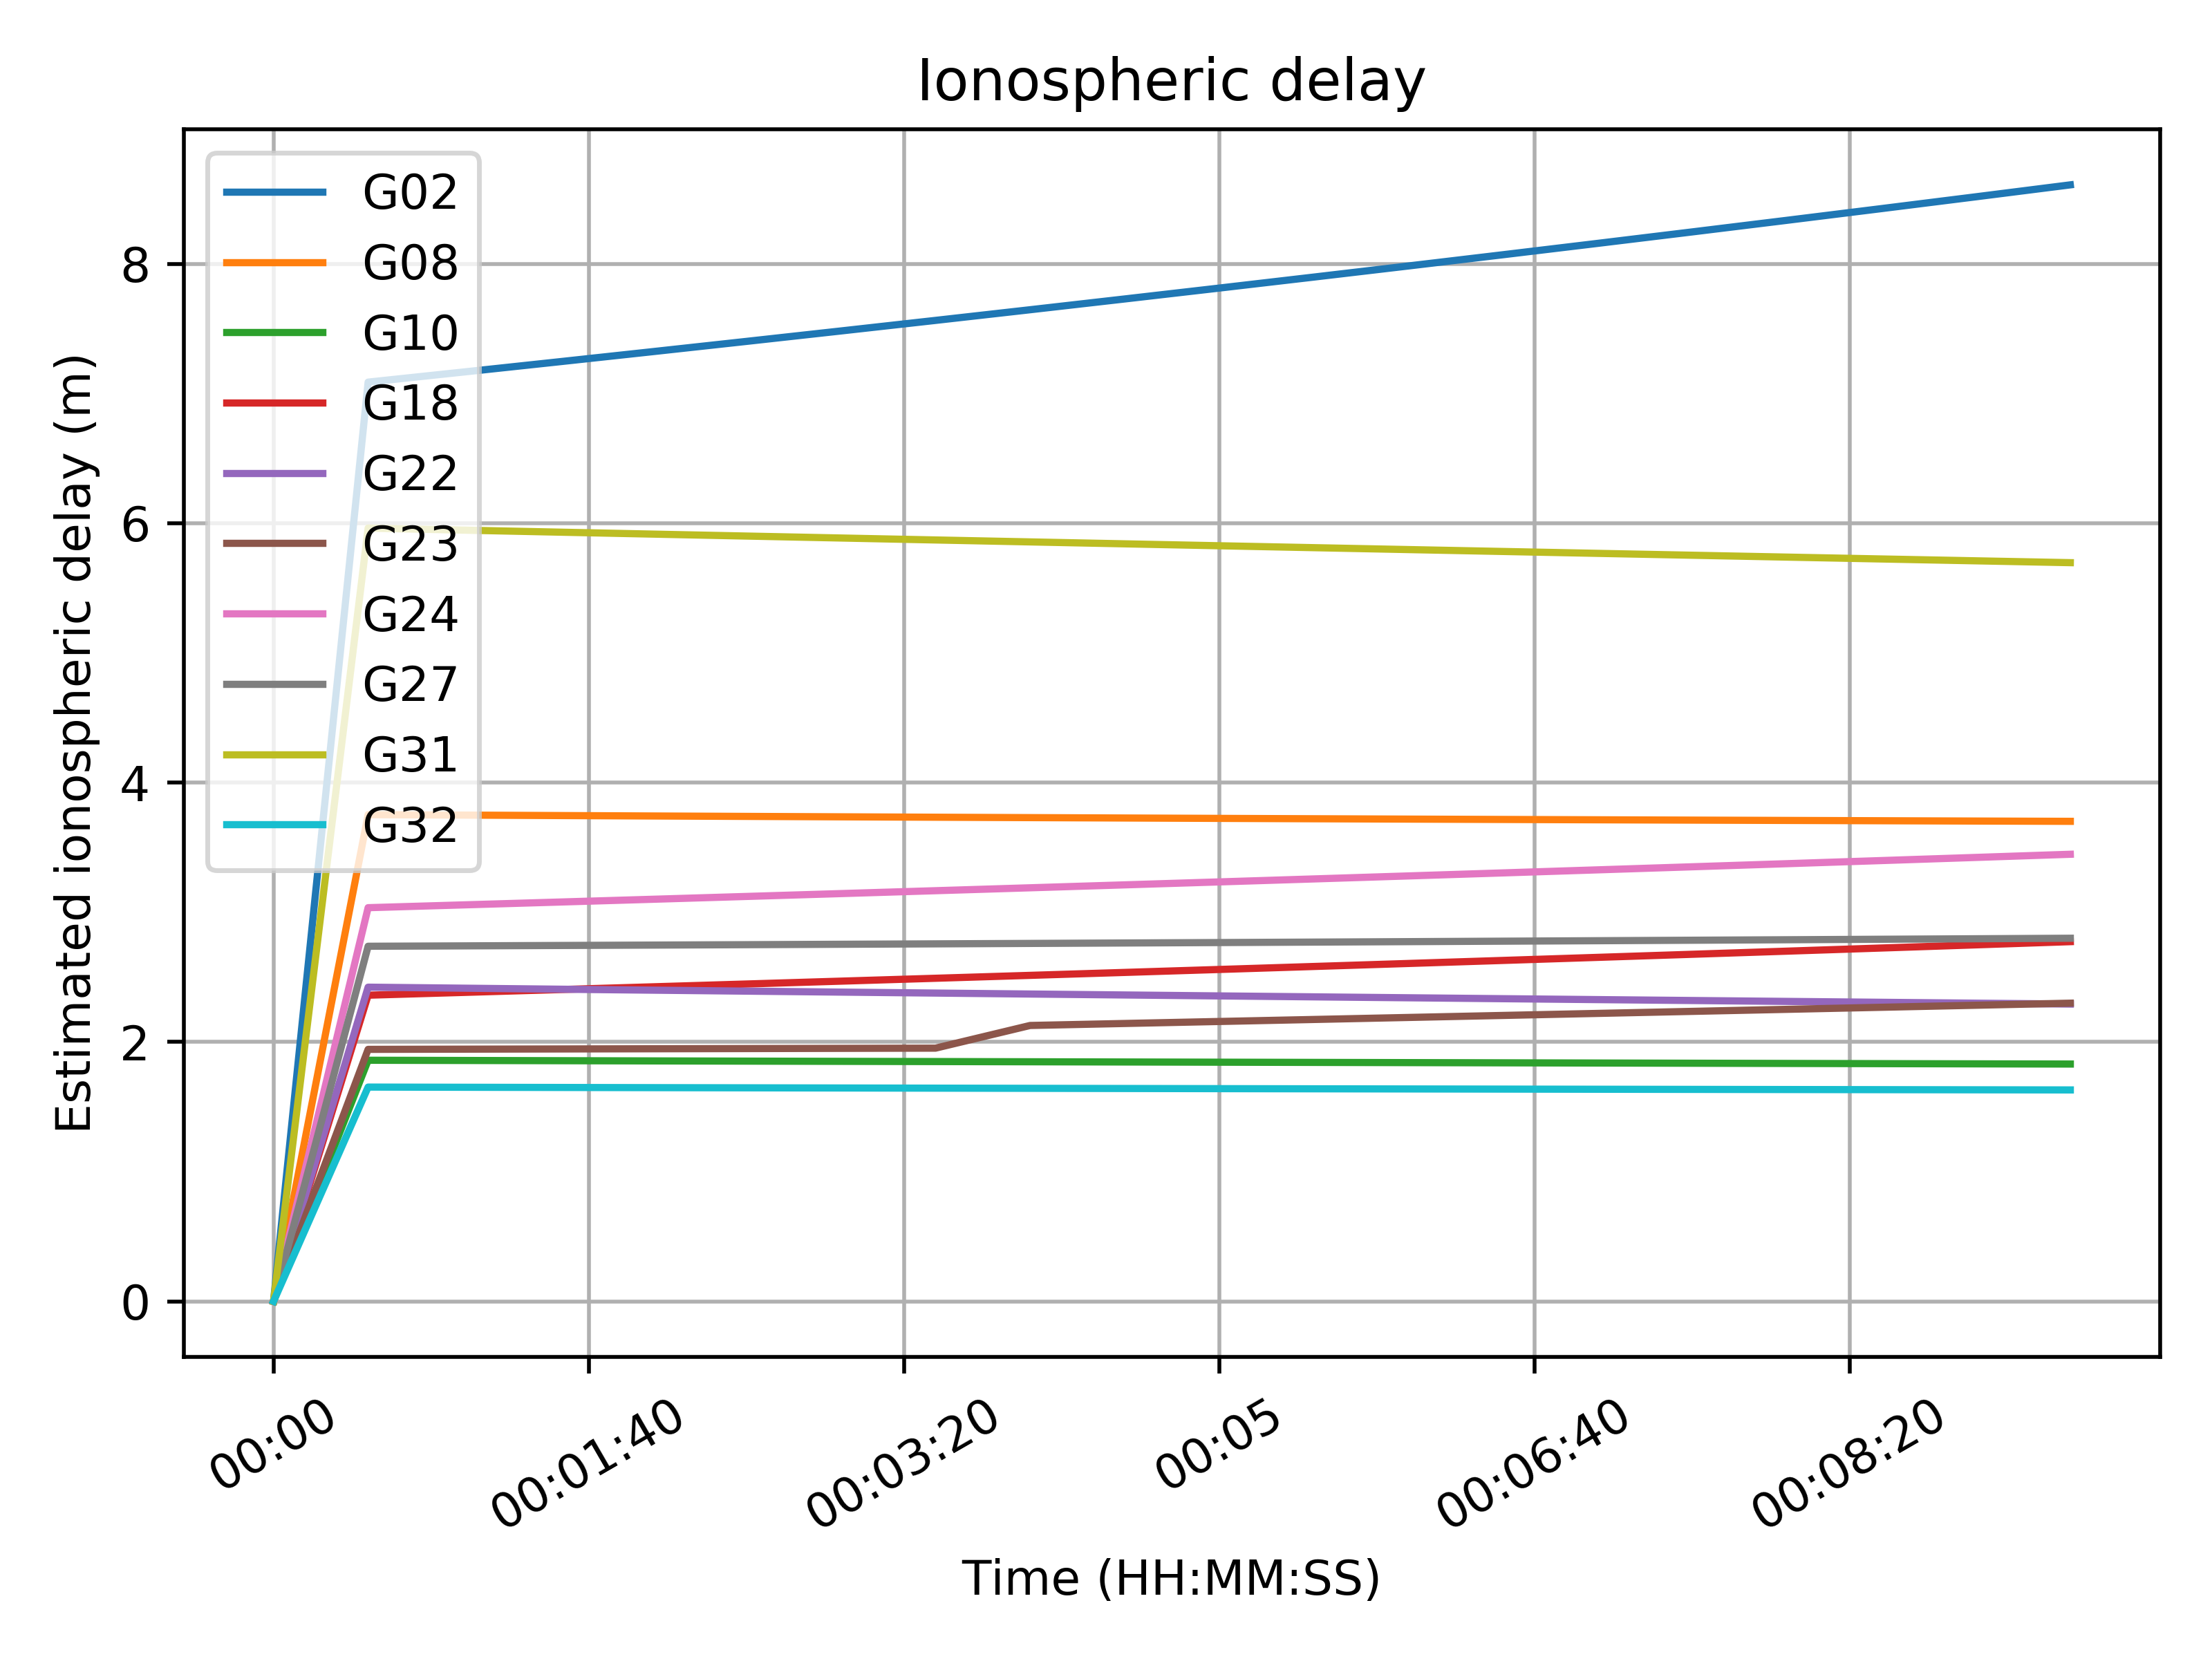 Ionospheric delay
G02
G08
G10
G18
G22
G23
G24
G27
G31
G32
Estimated ionospheric delay (m)
8
6
4
2
0
00:00
00:01:40
00:03:20
00:05
00:06:40
00:08:20
Time (HH:MM:SS)